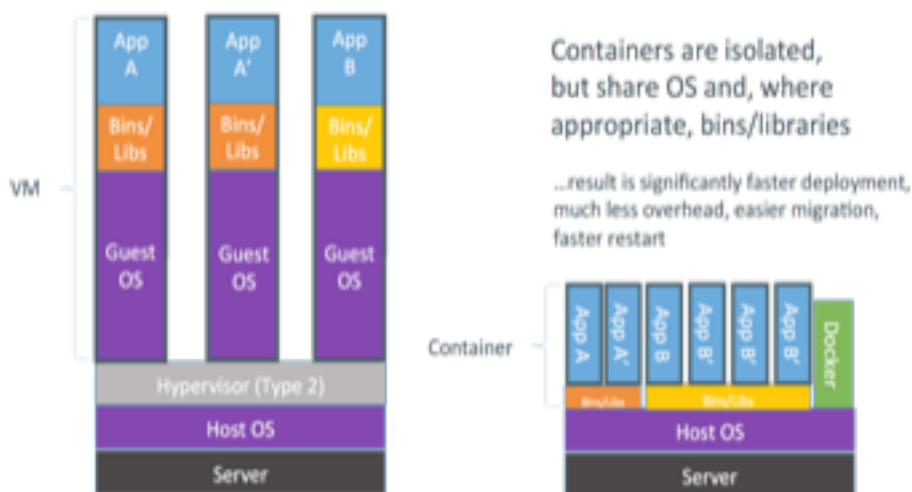 App
A
App
A'
App
B
Bins/
Libs
Bins/
Libs
Bins/
Libs
VM
Guest
OS
Guest
OS
Guest
OS
Hypervisor (Type 2)
Host OS
Server
Containers are isolated,
but share OS and, where
appropriate, bins/libraries
...result is significantly faster deployment,
much less overhead, easier migration,
faster restart
Container
App A
App A'
App B
App B'
App B'
App B'
Docker
Bins/Libs
Bins/Libs
Host OS
Server